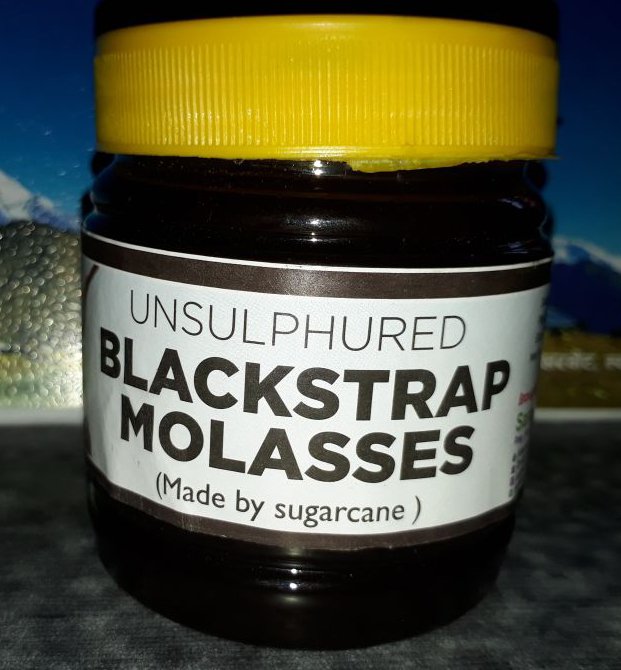 UNSULPHURED
BLACKSTRAP
MOLASSES
(Made by sugarcane )